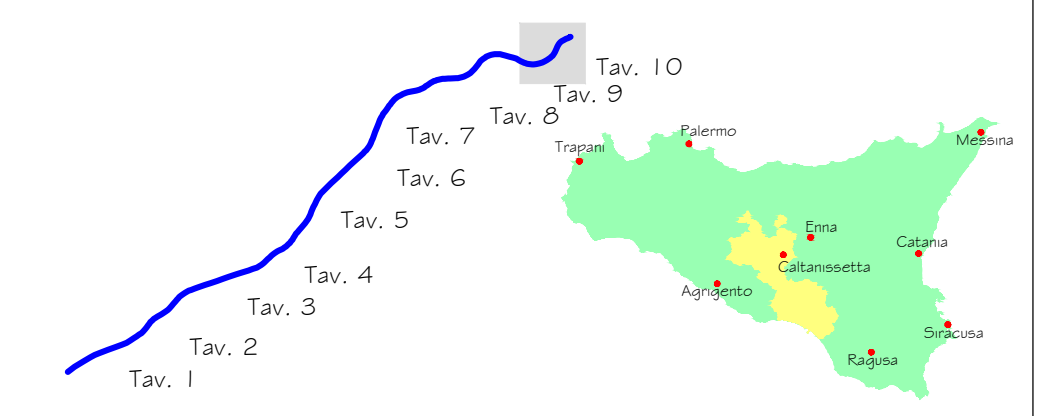 Tav. 10
Tav. 9
Tav. 8
Tav. 7
Tav. 6
Tav. 5
Tav. 4
Tav. 3
Tav. 2
Tav. 1
Palermo
Messina
Trapani
Enna
Catania
Caltanissetta
Agrigento
Siracusa
Ragusa